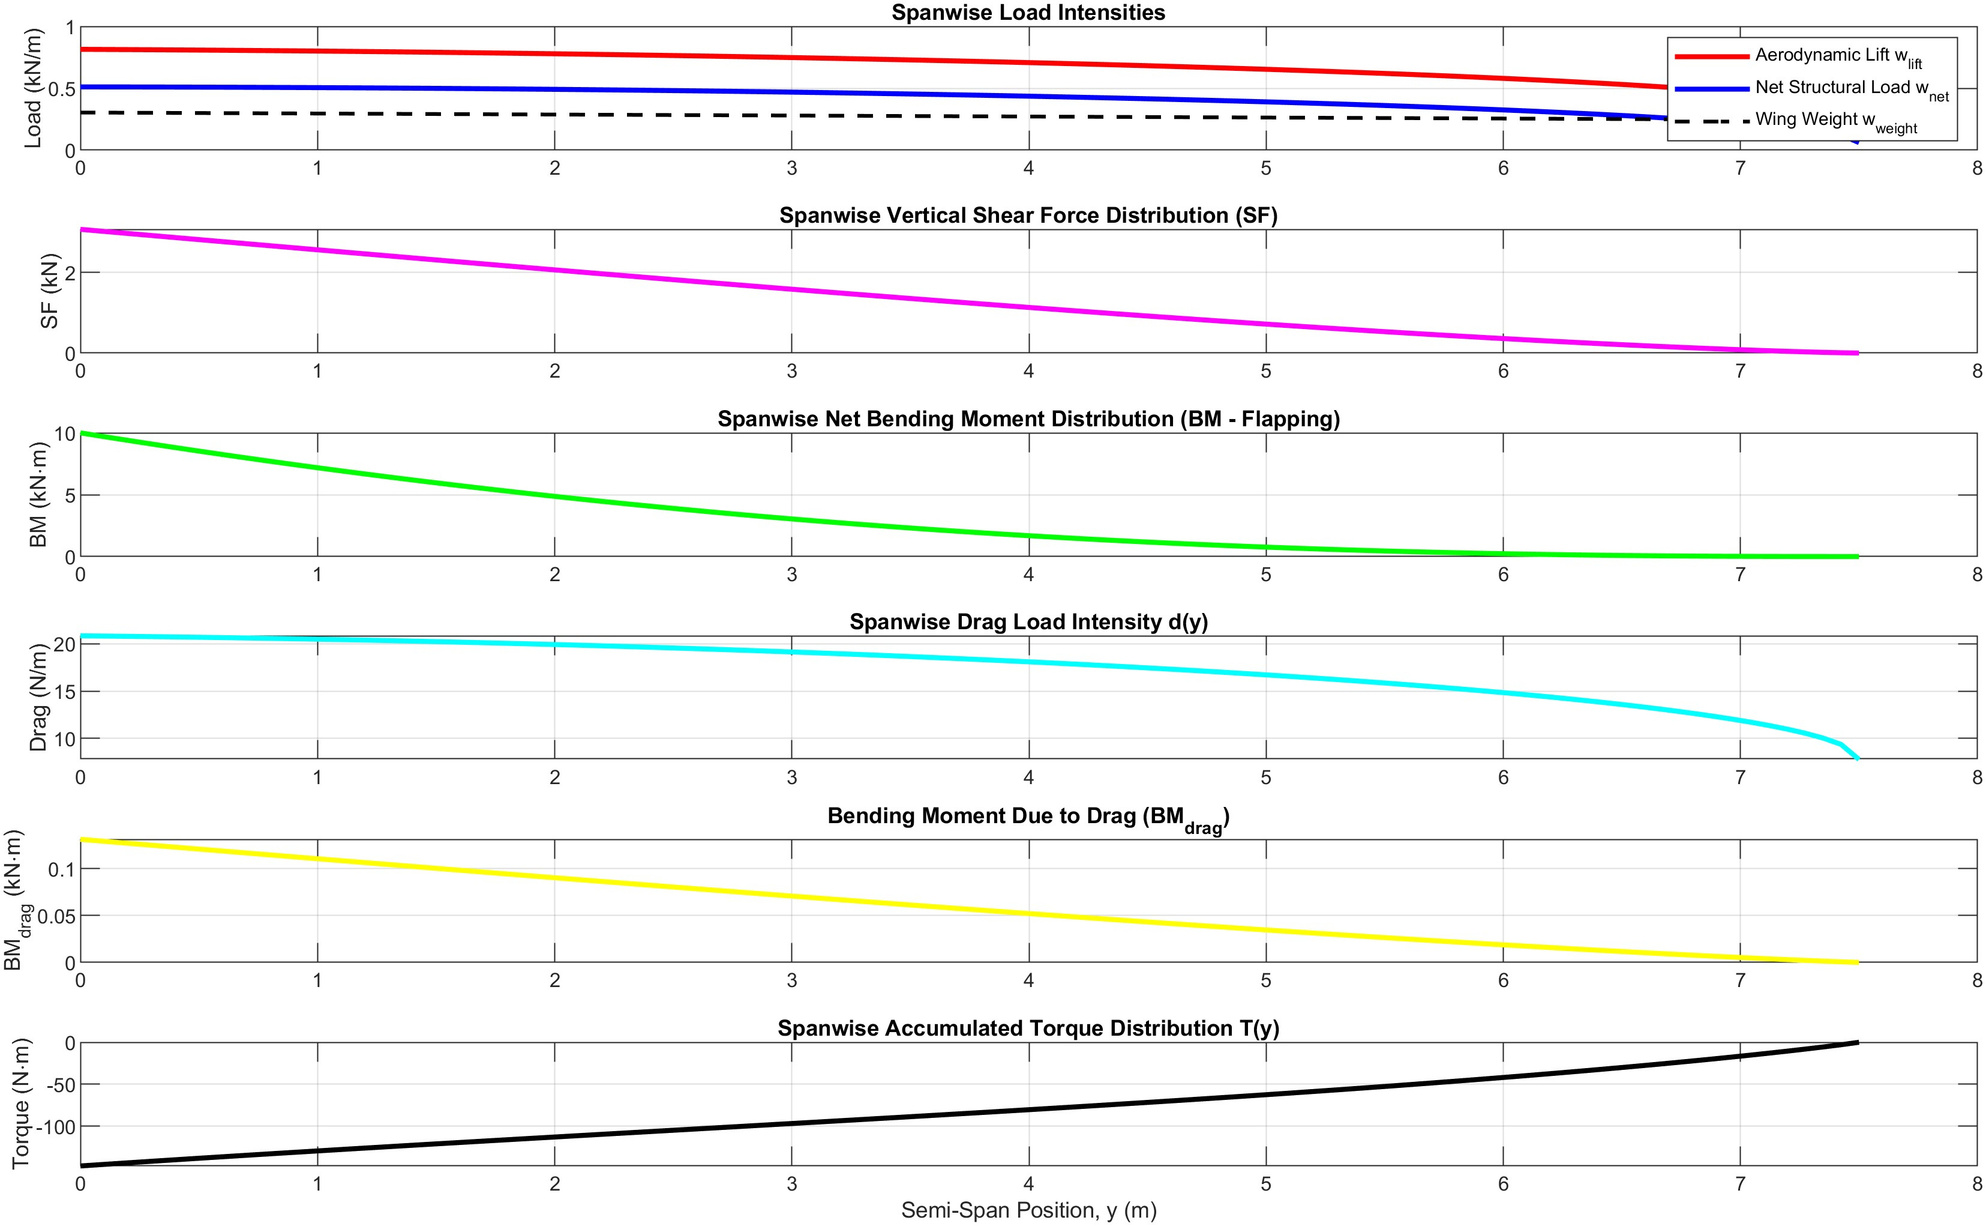 Spanwise Load Intensities
Load (kN/m)
1
0.5
0
Aerodynamic Lift w_lift
Net Structural Load w_net
Wing Weight w_weight
0 1 2 3 4 5 6 7 8
Spanwise Vertical Shear Force Distribution (SF)
SF (kN)
2
0
0 1 2 3 4 5 6 7 8
Spanwise Net Bending Moment Distribution (BM - Flapping)
BM (kN·m)
10
5
0
0 1 2 3 4 5 6 7 8
Spanwise Drag Load Intensity d(y)
Drag (N/m)
20
15
10
0 1 2 3 4 5 6 7 8
Bending Moment Due to Drag (BM_drag)
BM_drag (kN·m)
0.1
0.05
0
0 1 2 3 4 5 6 7 8
Spanwise Accumulated Torque Distribution T(y)
Torque (N·m)
0
-50
-100
0 1 2 3 4 5 6 7 8
Semi-Span Position, y (m)